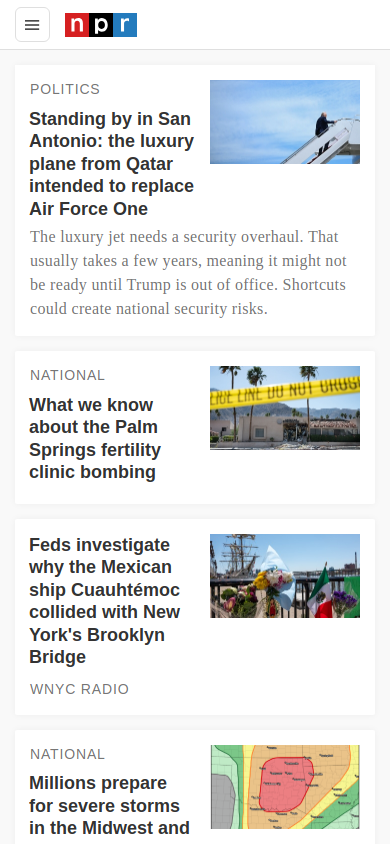 npr
POLITICS
Standing by in San
Antonio: the luxury
plane from Qatar
intended to replace
Air Force One
The luxury jet needs a security overhaul. That
usually takes a few years, meaning it might not
be ready until Trump is out of office. Shortcuts
could create national security risks.
NATIONAL
What we know
about the Palm
Springs fertility
clinic bombing
LINE DO NOT
Feds investigate
why the Mexican
ship Cuauhtémoc
collided with New
York's Brooklyn
Bridge
WNYC RADIO
NATIONAL
Millions prepare
for severe storms
in the Midwest and